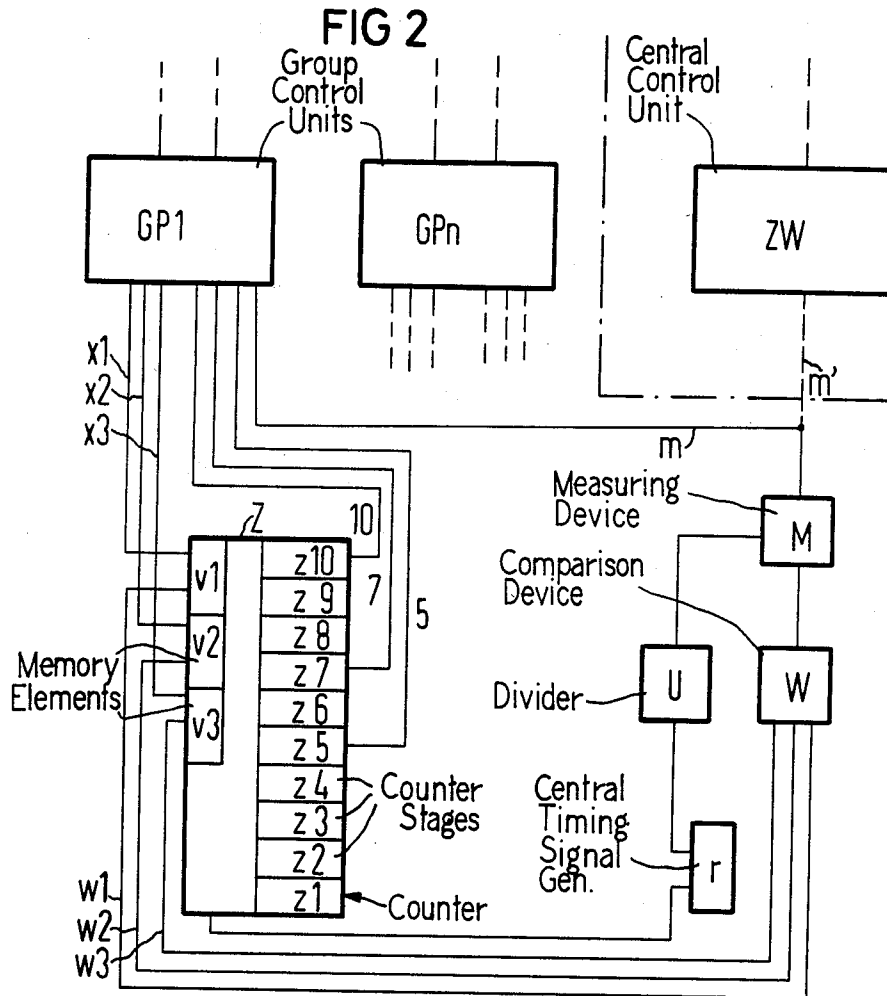 FIG 2
Group
Control
Units
Central
Control
Unit
GP1
GPn
ZW
x1
x2
x3
m'
m
Measuring
Device
M
Comparison
Device
Z
10
7
5
v1
v2
v3
Memory
Elements
z10
z9
z8
z7
z6
z5
z4
z3
z2
z1
Counter
Stages
Counter
Divider
U
W
Central
Timing
Signal
Gen.
r
w1
w2
w3